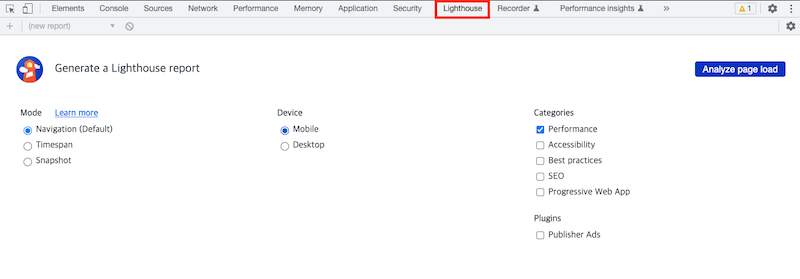 Elements Console Sources Network Performance Memory Application Security Lighthouse Recorder Performance insights » 1
+ (new report)
Generate a Lighthouse report Analyze page load
Mode Learn more Device Categories
Navigation (Default) Mobile Performance
Timespan Desktop Accessibility
Snapshot Best practices
SEO
Progressive Web App
Plugins
Publisher Ads